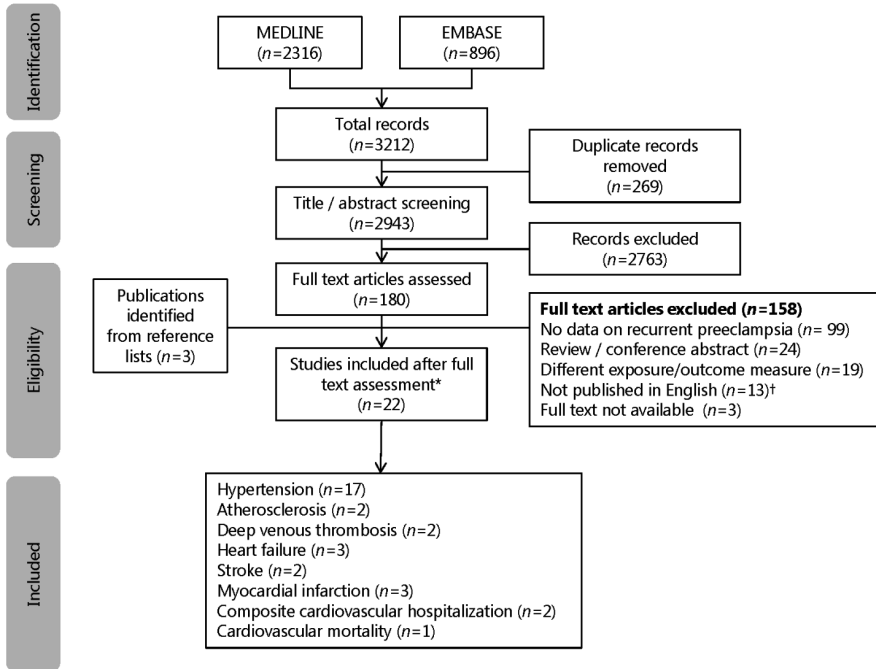 Identification
MEDLINE
(n=2316)
EMBASE
(n=896)
Total records
(n=3212)
Screening
Duplicate records
removed
(n=269)
Title / abstract screening
(n=2943)
Records excluded
(n=2763)
Eligibility
Full text articles assessed
(n=180)
Publications
identified
from reference
lists (n=3)
Full text articles excluded (n=158)
No data on recurrent preeclampsia (n= 99)
Review / conference abstract (n=24)
Different exposure/outcome measure (n=19)
Not published in English (n=13)†
Full text not available (n=3)
Studies included after full
text assessment*
(n=22)
Included
Hypertension (n=17)
Atherosclerosis (n=2)
Deep venous thrombosis (n=2)
Heart failure (n=3)
Stroke (n=2)
Myocardial infarction (n=3)
Composite cardiovascular hospitalization (n=2)
Cardiovascular mortality (n=1)